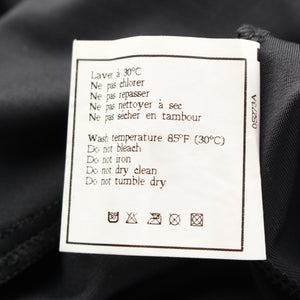 Laver à 30°C
Ne pas chlorer
Ne pas repasser
Ne pas nettoyer à sec
Ne pas sécher en tambour
Wash temperature 85°F (30°C)
Do not bleach
Do not iron
Do not dry clean
Do not tumble dry